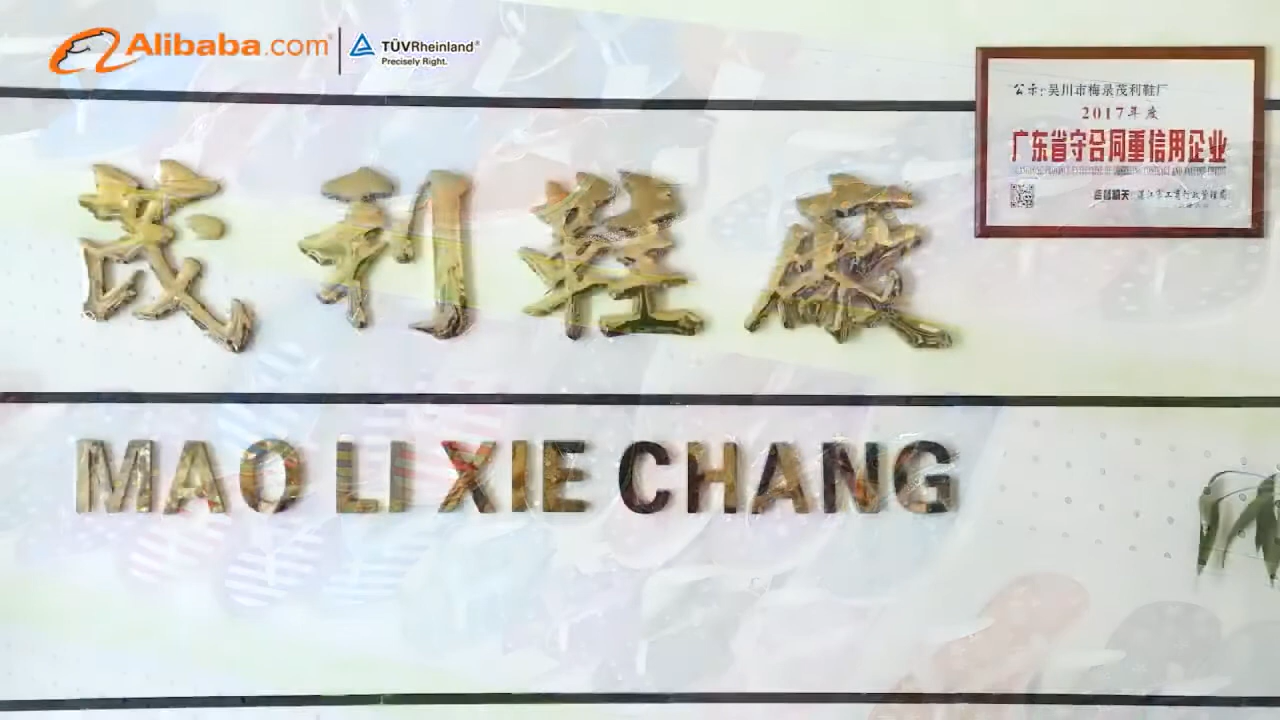 Alibaba.com
TÜVRheinland®
Precisely Right.
公示:吴川市梅菉茂利鞋厂
2017年度
广东省守合同重信用企业
茂利鞋廠
MAO LI XIE CHANG